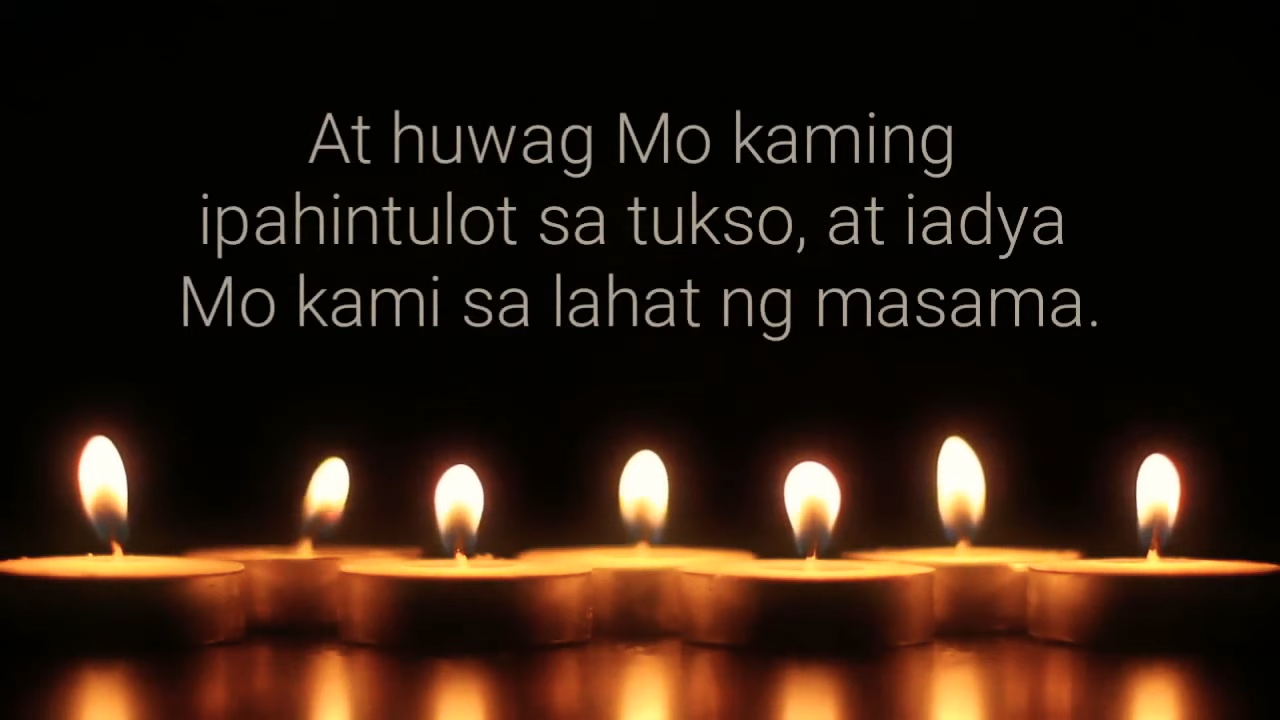 At huwag Mo kaming
ipahintulot sa tukso, at iadya
Mo kami sa lahat ng masama.